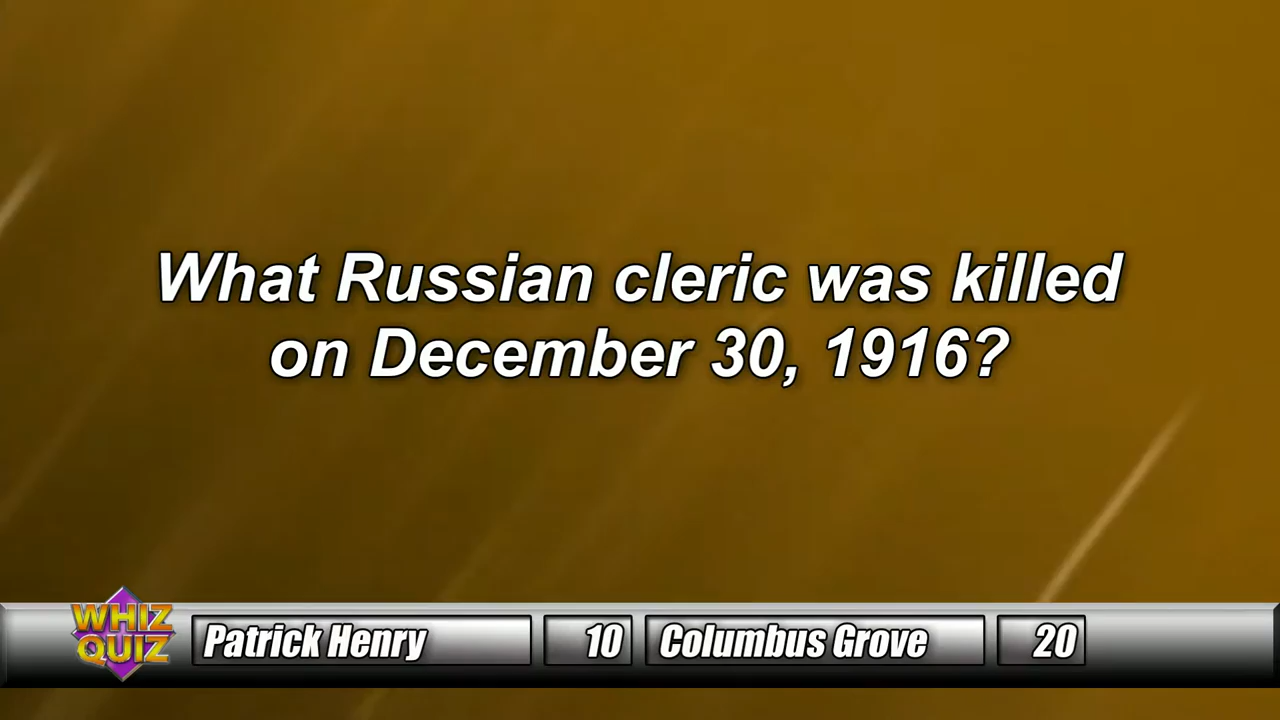 What Russian cleric was killed
on December 30, 1916?
WHIZ
QUIZ
Patrick Henry 10 Columbus Grove 20